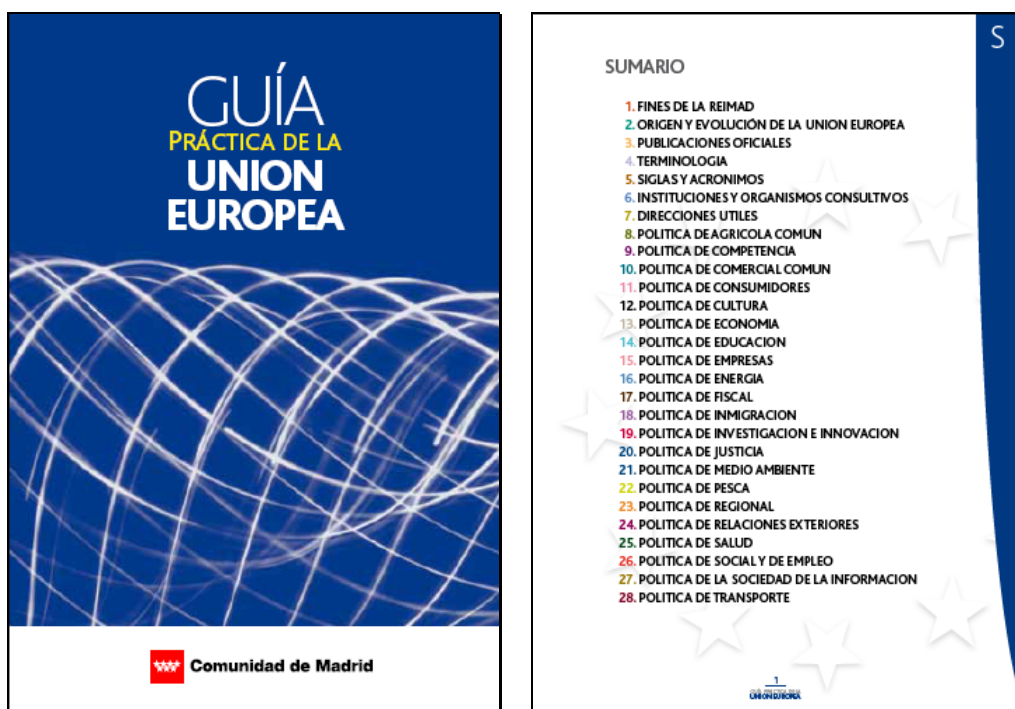 GUÍA
PRÁCTICA DE LA
UNION
EUROPEA
Comunidad de Madrid
S
SUMARIO
1. FINES DE LA REIMAD
2. ORIGEN Y EVOLUCIÓN DE LA UNION EUROPEA
3. PUBLICACIONES OFICIALES
4. TERMINOLOGIA
5. SIGLAS Y ACRONIMOS
6. INSTITUCIONES Y ORGANISMOS CONSULTIVOS
7. DIRECCIONES UTILES
8. POLITICA DE AGRICOLA COMUN
9. POLITICA DE COMPETENCIA
10. POLITICA DE COMERCIAL COMUN
11. POLITICA DE CONSUMIDORES
12. POLITICA DE CULTURA
13. POLITICA DE ECONOMIA
14. POLITICA DE EDUCACION
15. POLITICA DE EMPRESAS
16. POLITICA DE ENERGIA
17. POLITICA DE FISCAL
18. POLITICA DE INMIGRACION
19. POLITICA DE INVESTIGACION E INNOVACION
20. POLITICA DE JUSTICIA
21. POLITICA DE MEDIO AMBIENTE
22. POLITICA DE PESCA
23. POLITICA DE REGIONAL
24. POLITICA DE RELACIONES EXTERIORES
25. POLITICA DE SALUD
26. POLITICA DE SOCIAL Y DE EMPLEO
27. POLITICA DE LA SOCIEDAD DE LA INFORMACION
28. POLITICA DE TRANSPORTE
1
GUÍA PRÁCTICA DE LA
UNION EUROPEA